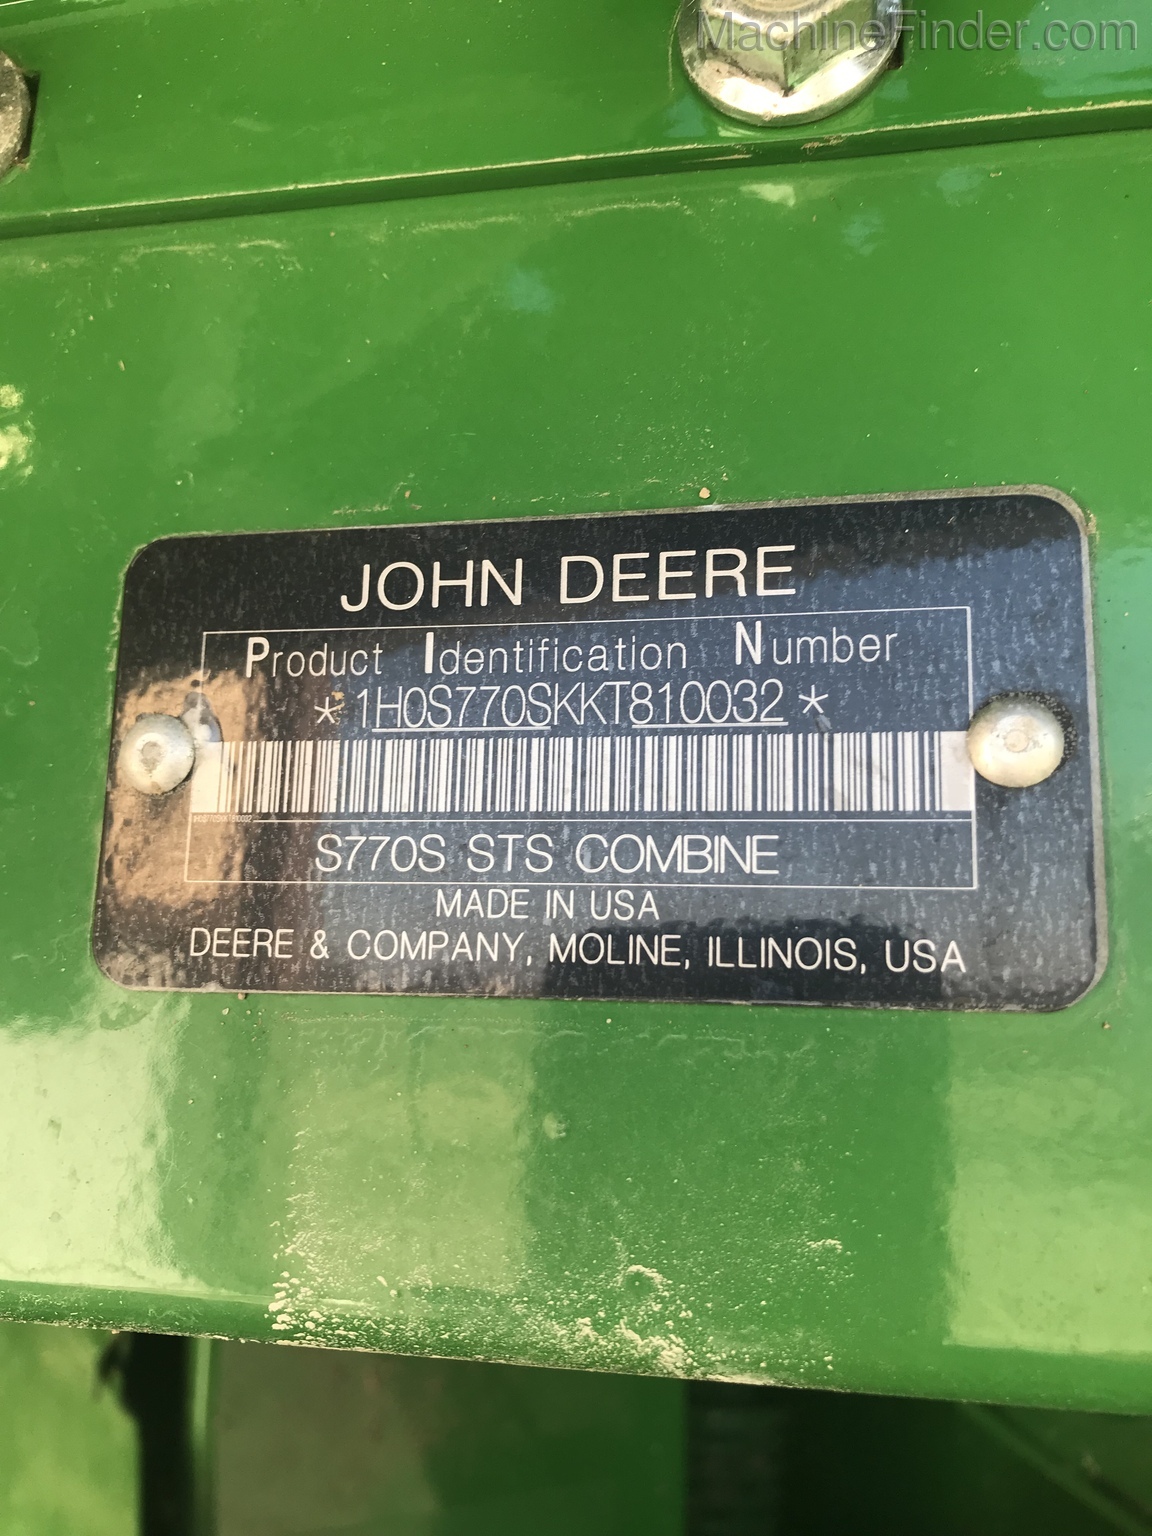 MachineFinder.com
JOHN DEERE
Product Identification Number
*1H0S770SKKT810032*
1H0S770SKKT810032
S770S STS COMBINE
MADE IN USA
DEERE & COMPANY, MOLINE, ILLINOIS, USA